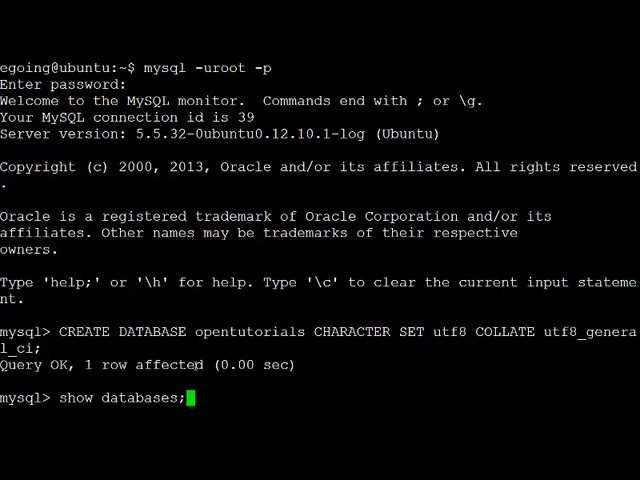 egoing@ubuntu:~$ mysql -uroot -p
Enter password:
Welcome to the MySQL monitor.  Commands end with ; or \g.
Your MySQL connection id is 39
Server version: 5.5.32-0ubuntu0.12.10.1-log (Ubuntu)
Copyright (c) 2000, 2013, Oracle and/or its affiliates. All rights reserved
.
Oracle is a registered trademark of Oracle Corporation and/or its
affiliates. Other names may be trademarks of their respective
owners.
Type 'help;' or '\h' for help. Type '\c' to clear the current input stateme
nt.
mysql> CREATE DATABASE opentutorials CHARACTER SET utf8 COLLATE utf8_genera
l_ci;
Query OK, 1 row affected (0.00 sec)
mysql> show databases;